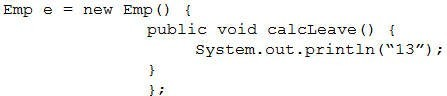 Emp e = new Emp() {
public void calcLeave() {
System.out.println(“13”);
}
};